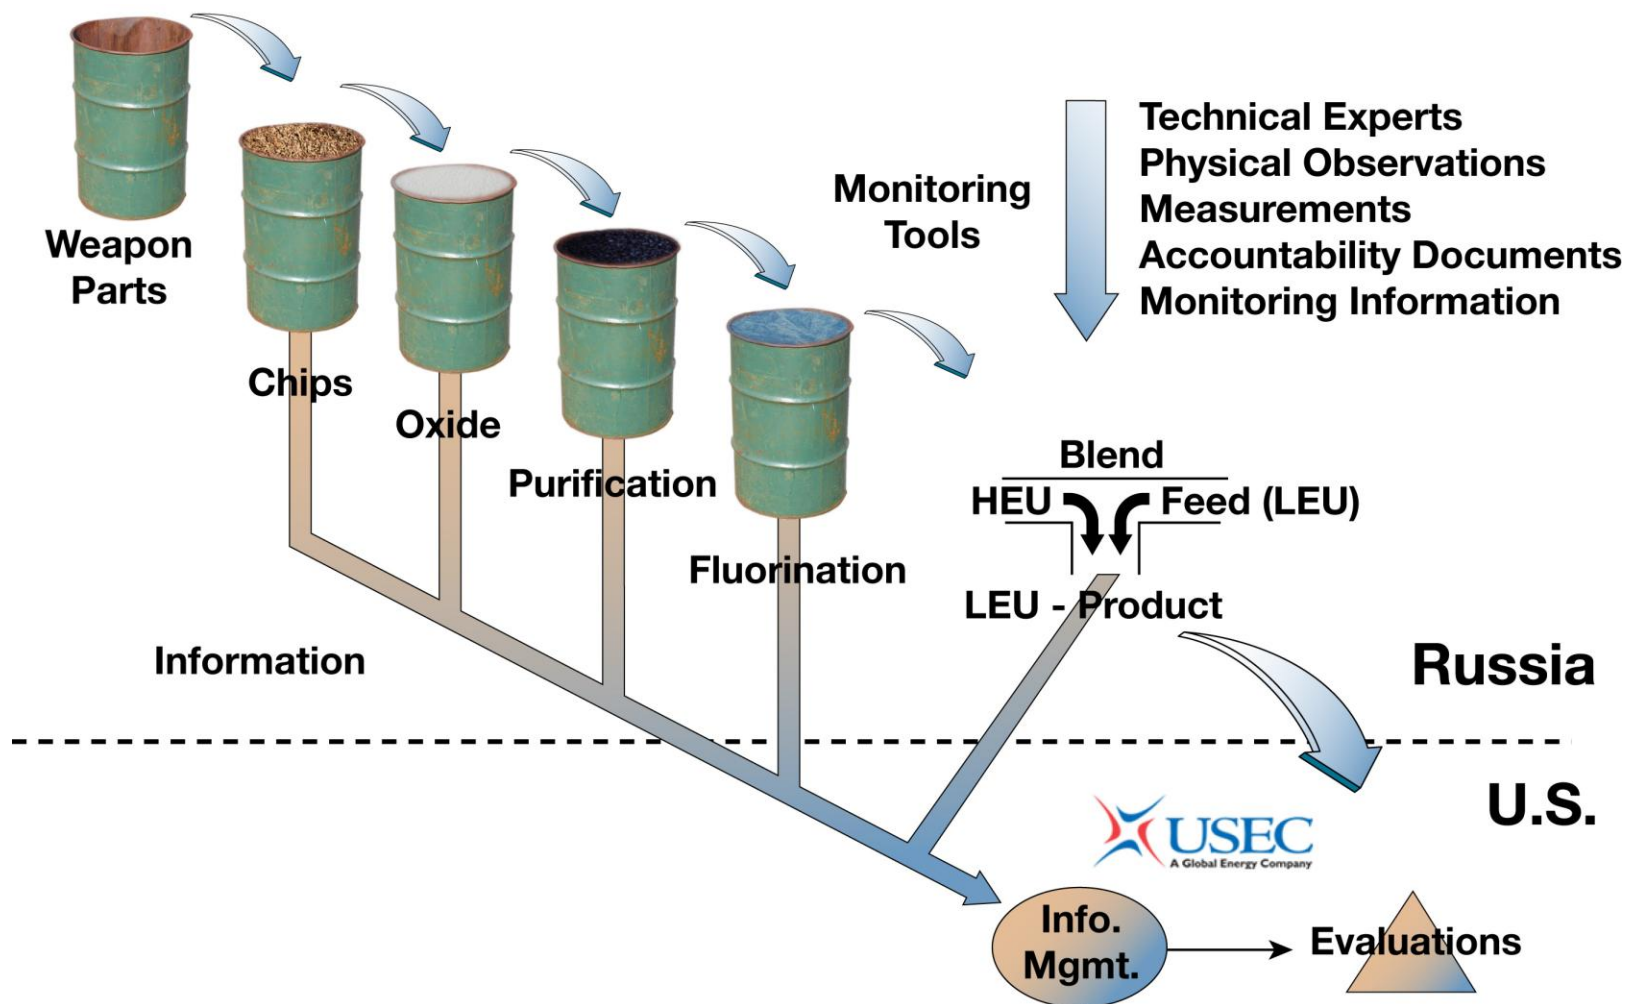 Weapon
Parts
Chips
Oxide
Purification
Fluorination
Monitoring
Tools
Technical Experts
Physical Observations
Measurements
Accountability Documents
Monitoring Information
Blend
HEU
Feed (LEU)
LEU - Product
Information
Russia
U.S.
USEC
A Global Energy Company
Info.
Mgmt.
Evaluations